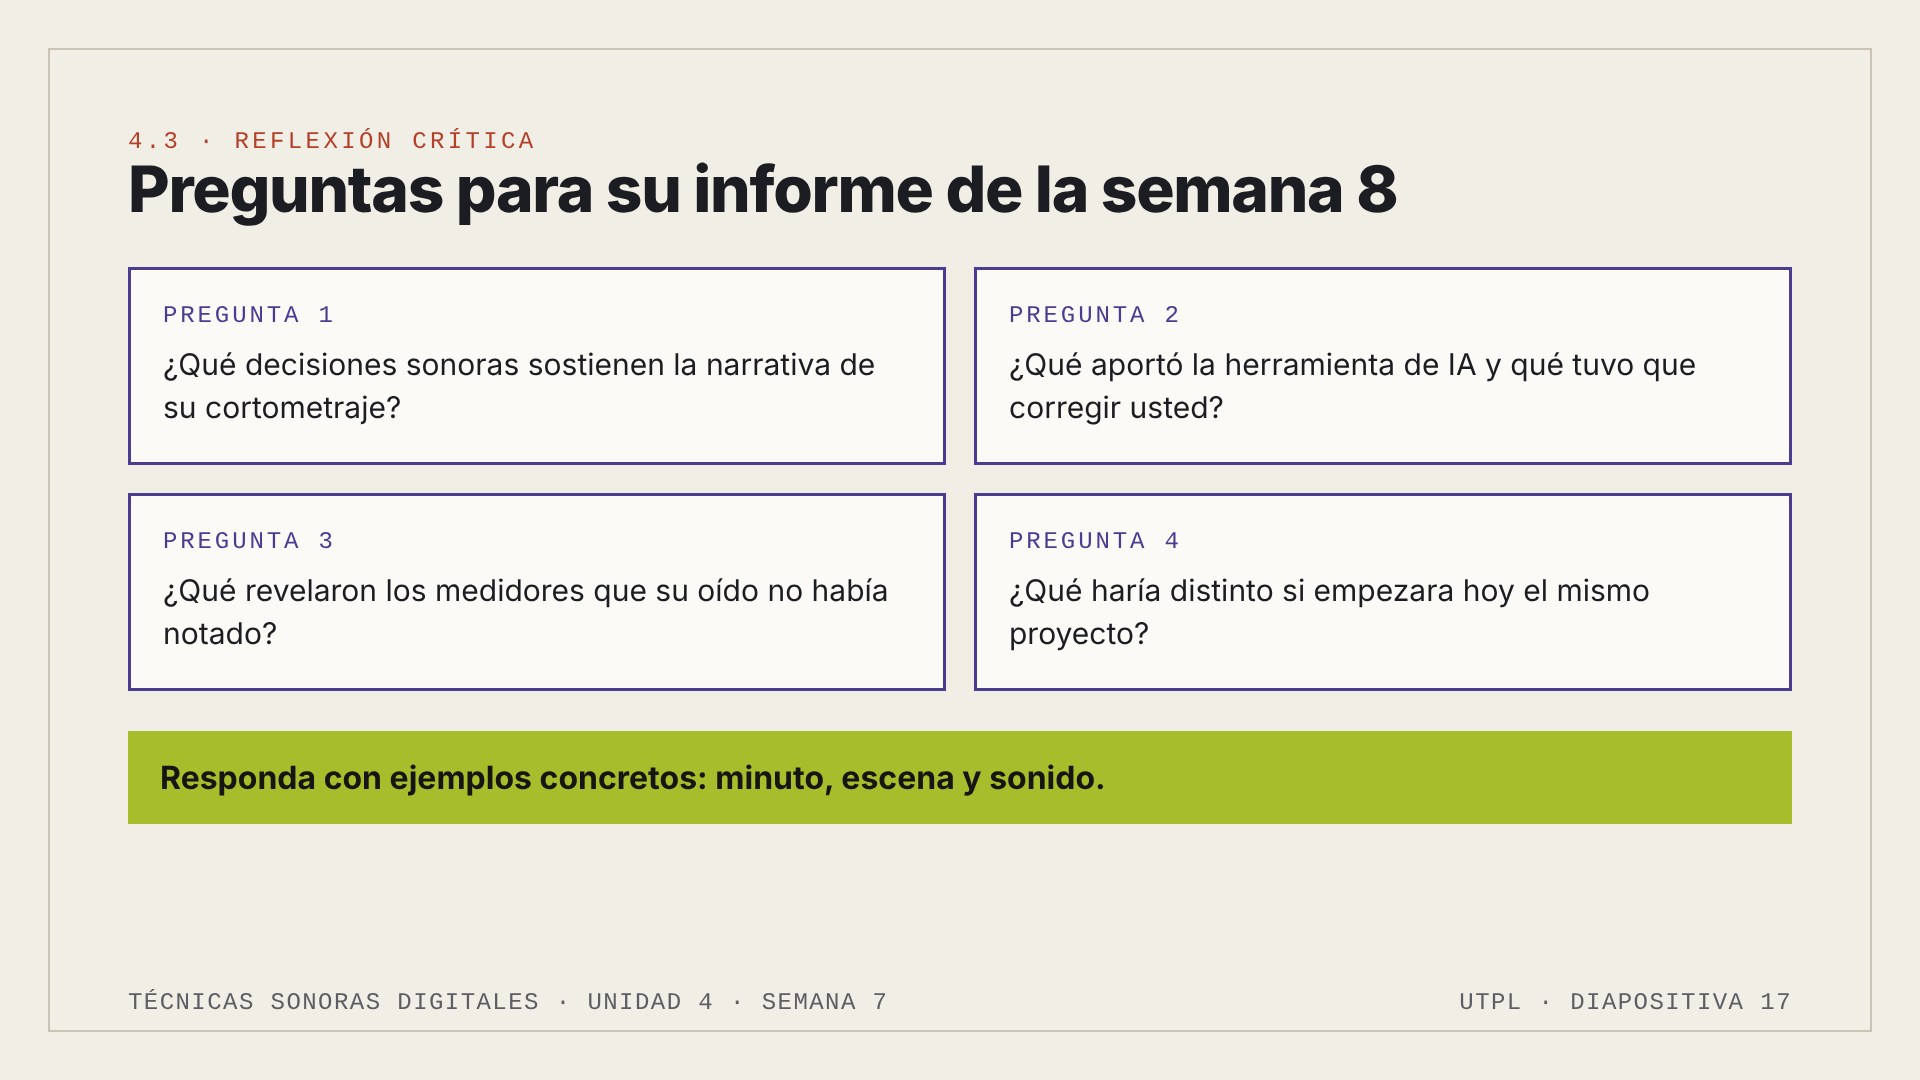 4.3 · REFLEXIÓN CRÍTICA
Preguntas para su informe de la semana 8
PREGUNTA 1
¿Qué decisiones sonoras sostienen la narrativa de
su cortometraje?
PREGUNTA 2
¿Qué aportó la herramienta de IA y qué tuvo que
corregir usted?
PREGUNTA 3
¿Qué revelaron los medidores que su oído no había
notado?
PREGUNTA 4
¿Qué haría distinto si empezara hoy el mismo
proyecto?
Responda con ejemplos concretos: minuto, escena y sonido.
TÉCNICAS SONORAS DIGITALES · UNIDAD 4 · SEMANA 7
UTPL · DIAPOSITIVA 17